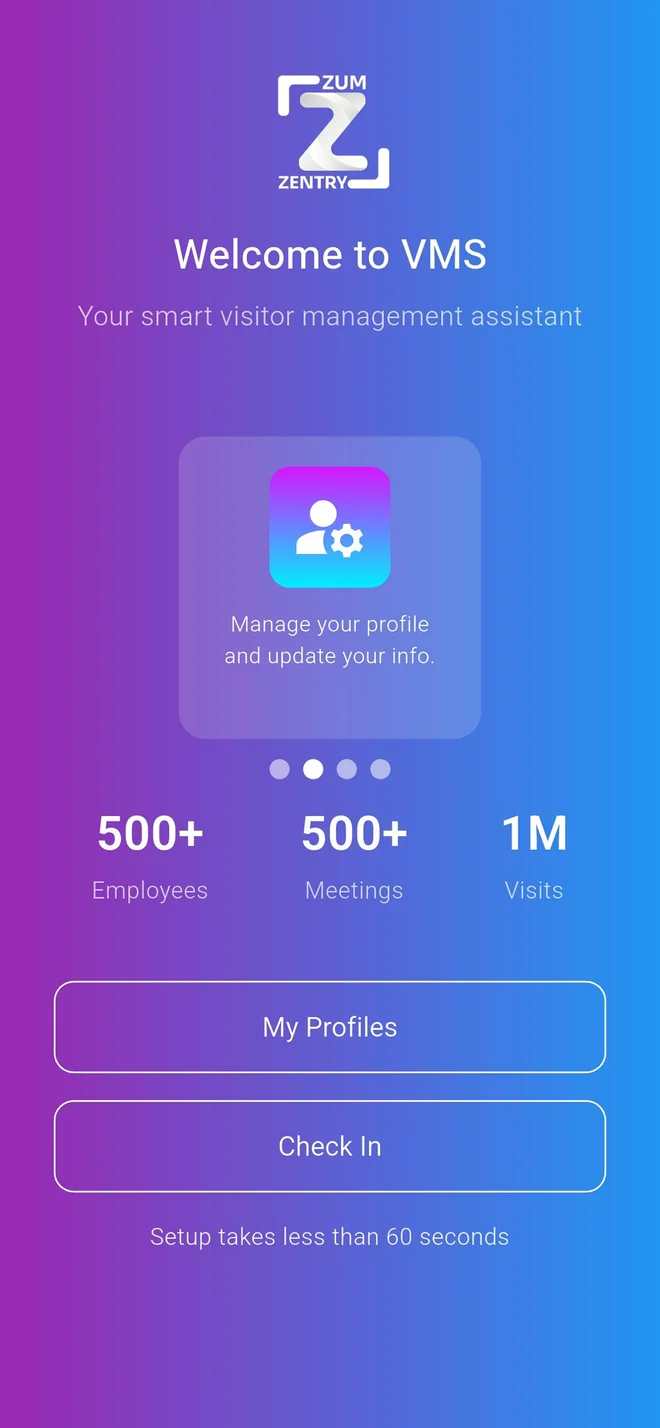 ZUM
Z
ZENTRY
Welcome to VMS
Your smart visitor management assistant
Manage your profile
and update your info.
500+ 500+ 1M
Employees Meetings Visits
My Profiles
Check In
Setup takes less than 60 seconds